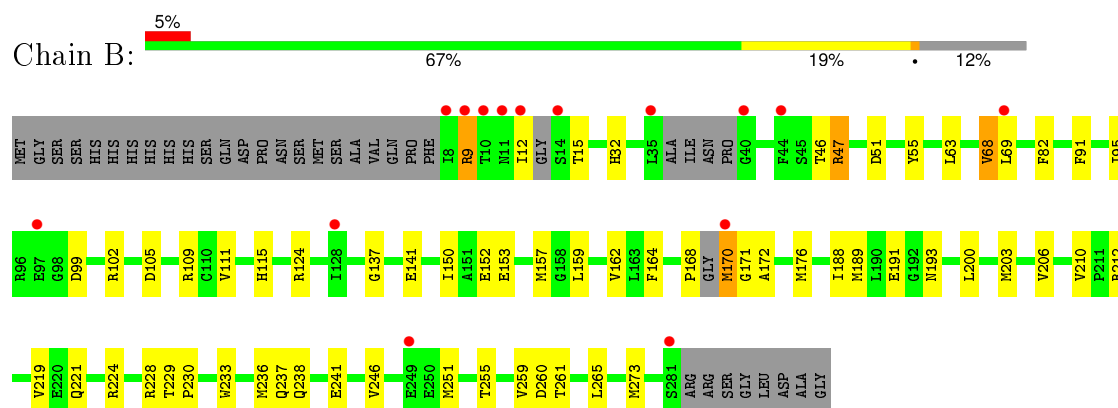 5%
Chain B:
67% 19% • 12%
MET GLY SER SER HIS HIS HIS HIS HIS HIS SER GLN ASP PRO ASN SER MET SER ALA VAL GLN PRO PHE I8 R9 T10 N11 I12 GLY S14 T15 H32 L35 ALA ILE ASN PRO G40 F44 S45 T46 R47 D51 Y55 L63 V68 L69 F82 F91 I95
R96 E97 G98 D99 R102 D105 R109 C110 V111 H115 R124 I128 G137 E141 I150 A151 E152 E153 M157 G158 L159 V162 L163 F164 P168 GLY M170 G171 A172 M176 I188 M189 L190 E191 G192 N193 L200 M203 V206 V210 P211
V219 E220 Q221 R224 R228 T229 P230 W233 M236 Q237 Q238 E241 V246 E249 E250 M251 T255 V259 D260 T261 L265 M273 S281 ARG ARG SER GLY LEU ASP ALA GLY